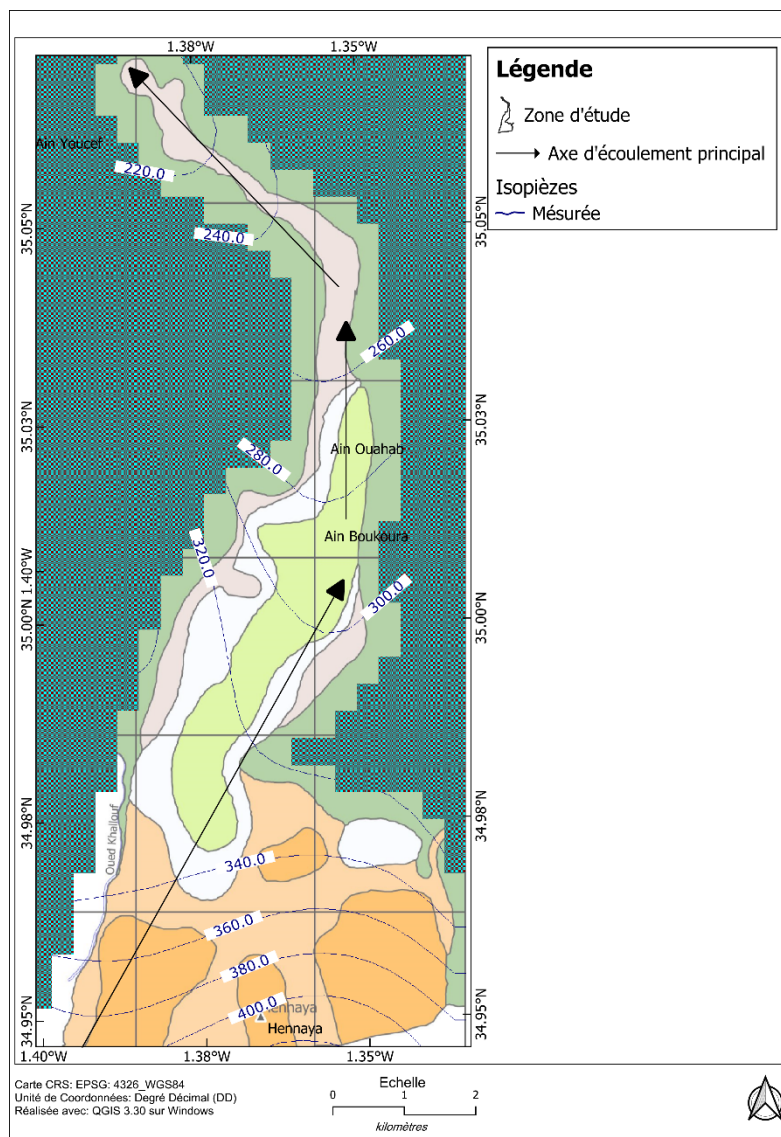 1.38°W
1.35°W
Légende
Zone d'étude
Axe d'écoulement principal
Isopièzes
Mésurée
Ain Youcef
220.0
240.0
35.05°N
35.05°N
260.0
35.03°N
35.03°N
Ain Ouahab
280.0
Ain Boukoura
320.0
300.0
1.40°W
35.00°N
35.00°N
34.98°N
34.98°N
Oued Khallouf
340.0
360.0
380.0
400.0
Hennaya
34.95°N
34.95°N
1.40°W
1.38°W
1.35°W
Carte CRS: EPSG: 4326_WGS84
Unité de Coordonnées: Degré Décimal (DD)
Réalisée avec: QGIS 3.30 sur Windows
Echelle
0 1 2
kilomètres